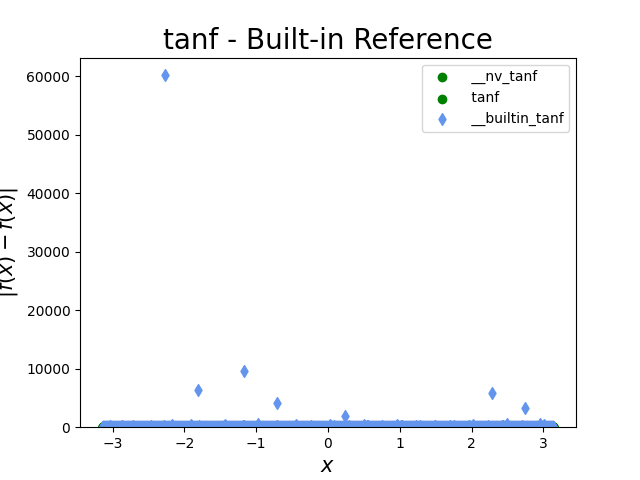 tanf - Built-in Reference
60000
50000
40000
30000
20000
10000
0
__nv_tanf
tanf
__builtin_tanf
−3
−2
−1
0
1
2
3
x